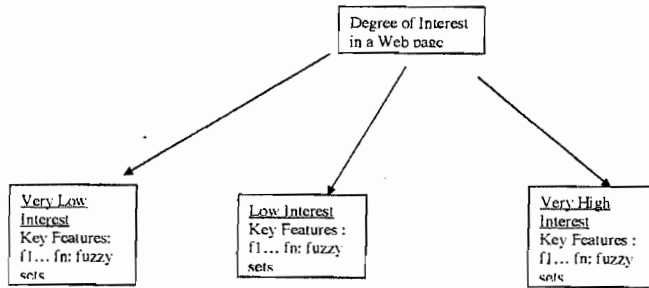 Degree of Interest
in a Web page
Very Low
Interest
Key Features:
f1... fn: fuzzy
sets
Low Interest
Key Features :
f1... fn: fuzzy
sets
Very High
Interest
Key Features :
f1... fn: fuzzy
sets